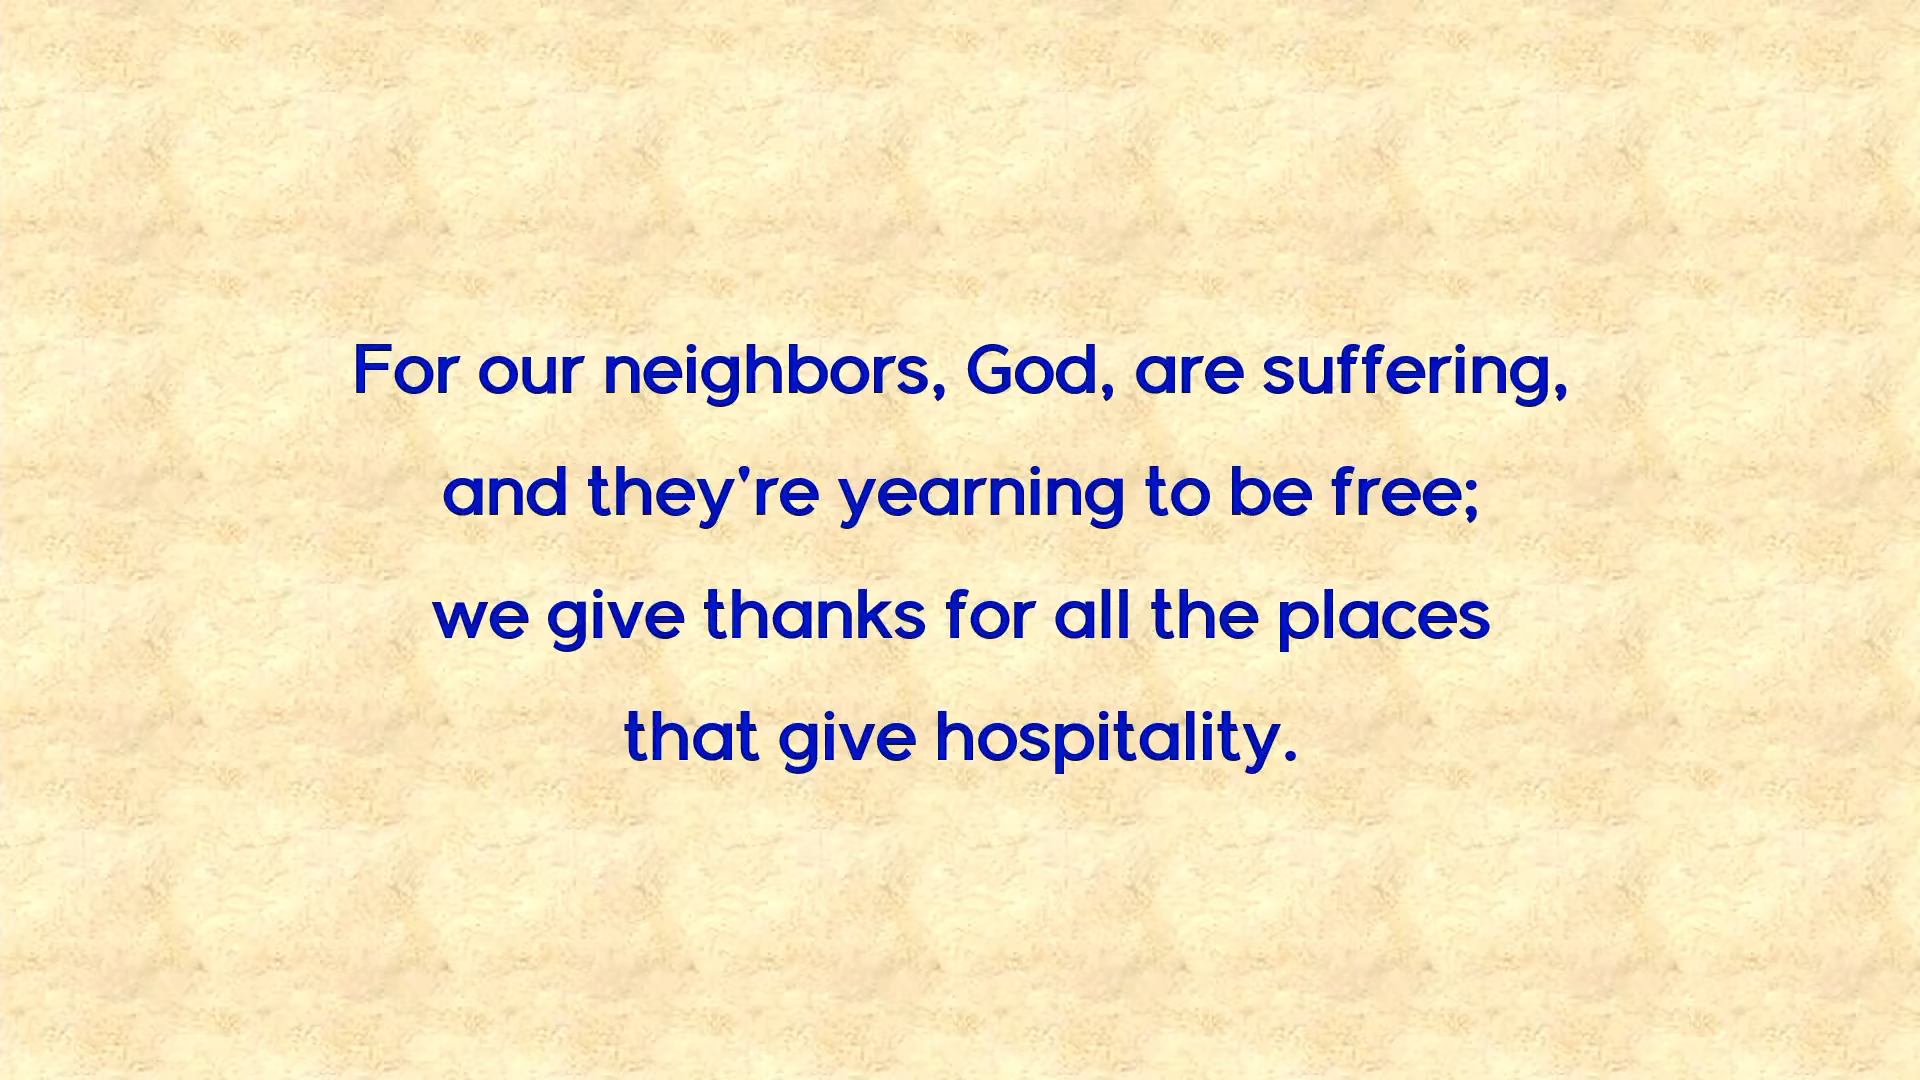 For our neighbors, God, are suffering,
and they're yearning to be free;
we give thanks for all the places
that give hospitality.